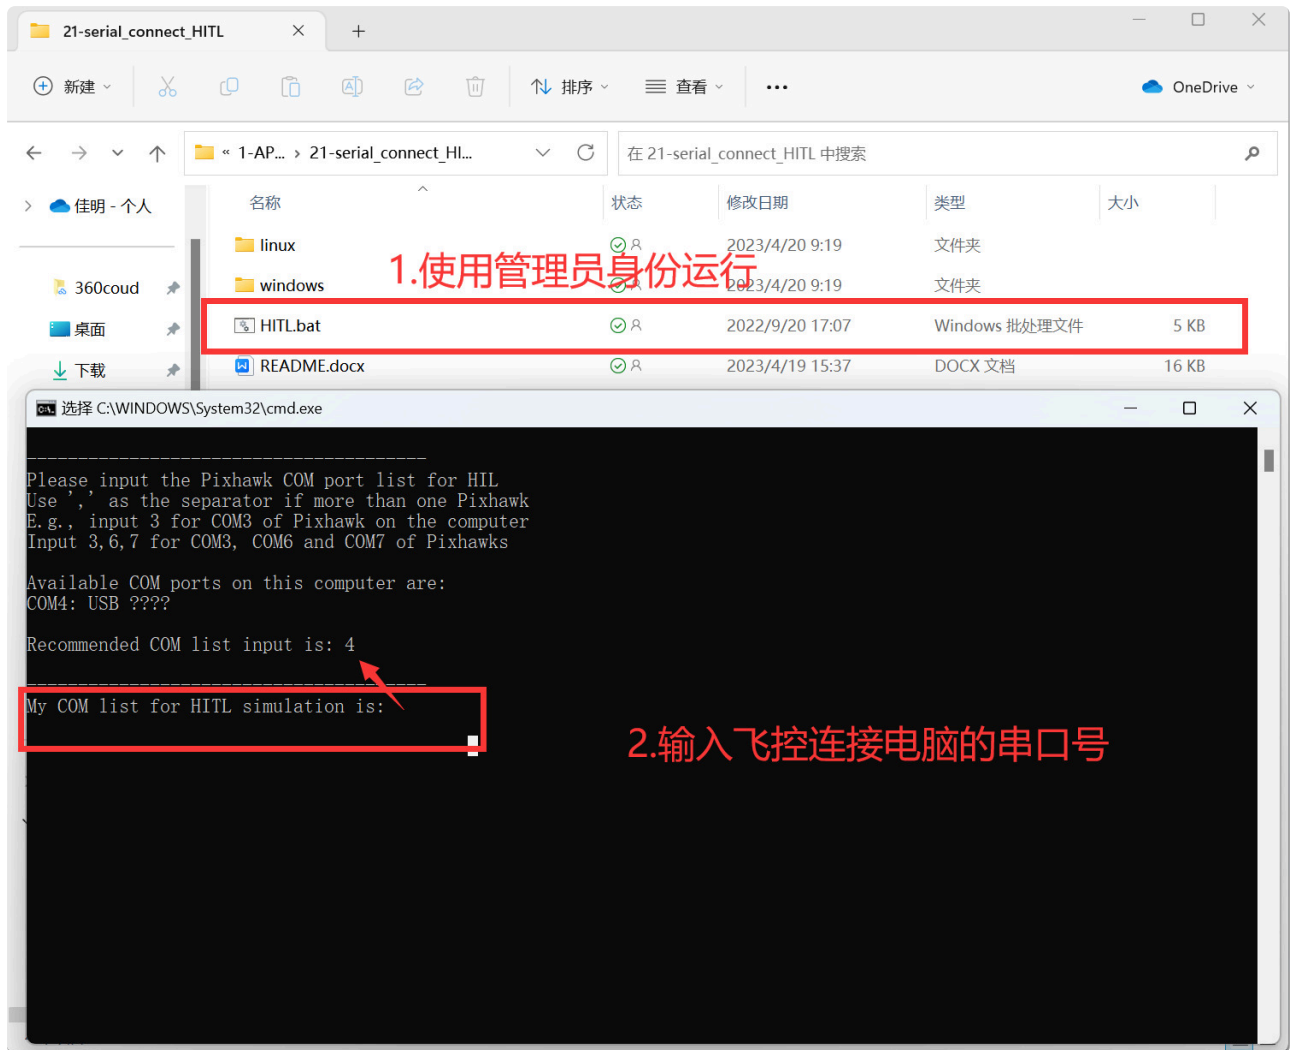 21-serial_connect_HITL
新建
排序
查看
OneDrive
« 1-AP... › 21-serial_connect_HI...
在 21-serial_connect_HITL 中搜索
佳明 - 个人
名称 状态 修改日期 类型 大小
linux 2023/4/20 9:19 文件夹
1.使用管理员身份运行
360coud
windows 2023/4/20 9:19 文件夹
桌面
HITL.bat 2022/9/20 17:07 Windows 批处理文件 5 KB
下载
README.docx 2023/4/19 15:37 DOCX 文档 16 KB
选择 C:\WINDOWS\System32\cmd.exe
Please input the Pixhawk COM port list for HIL
Use ',' as the separator if more than one Pixhawk
E.g., input 3 for COM3 of Pixhawk on the computer
Input 3,6,7 for COM3, COM6 and COM7 of Pixhawks
Available COM ports on this computer are:
COM4: USB ????
Recommended COM list input is: 4
My COM list for HITL simulation is:
2.输入飞控连接电脑的串口号